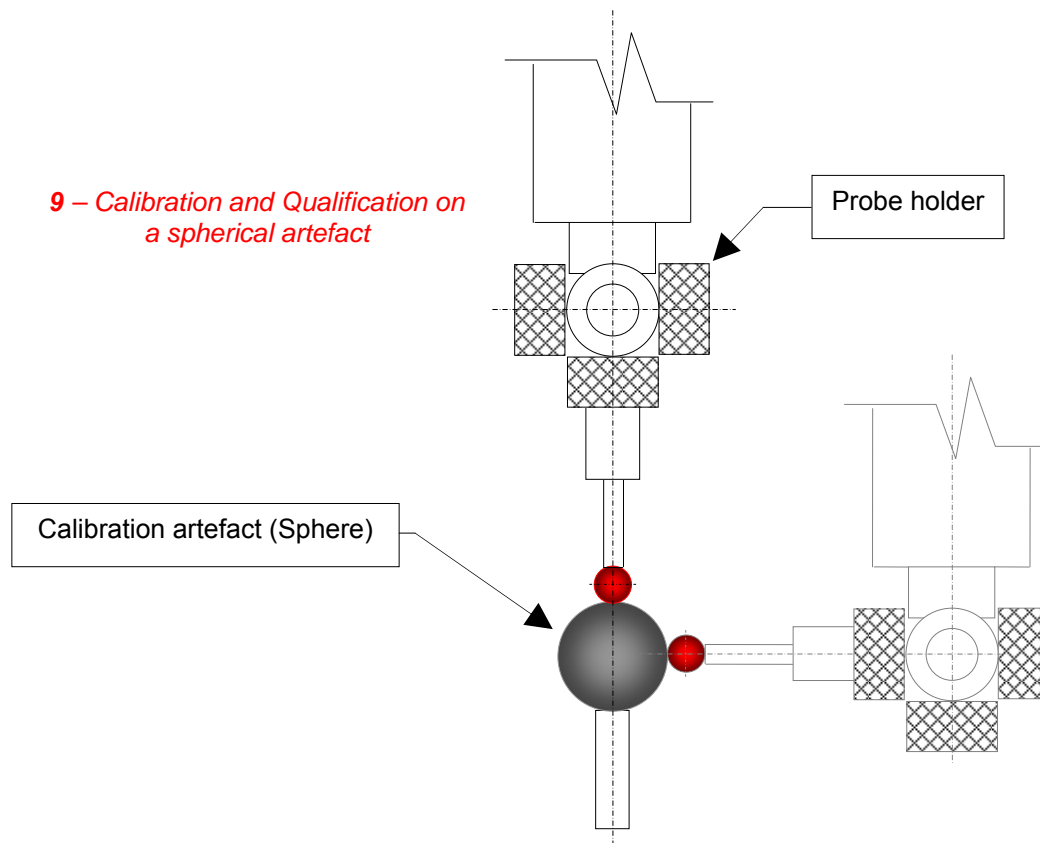 9 – Calibration and Qualification on
a spherical artefact
Probe holder
Calibration artefact (Sphere)